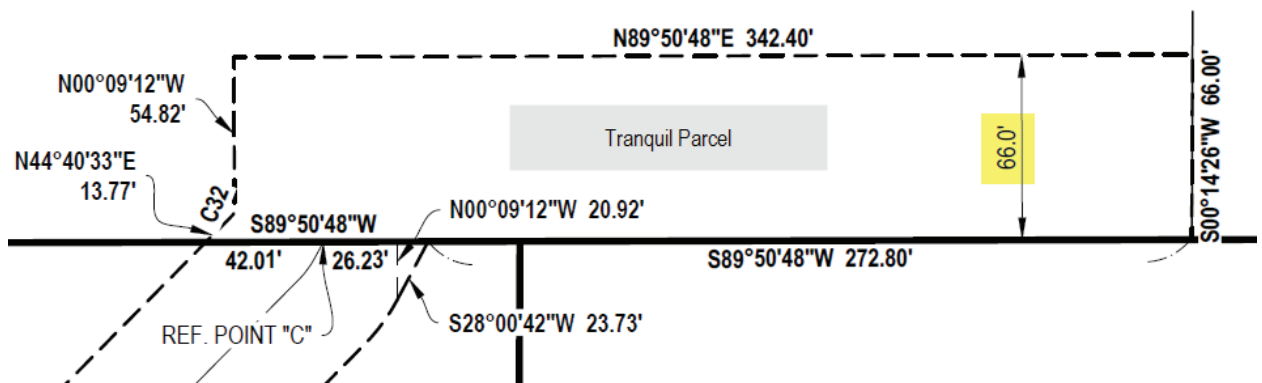 N89°50'48"E 342.40'
N00°09'12"W
54.82'
Tranquil Parcel
66.0'
S00°14'26"W 66.00'
N44°40'33"E
13.77'
C32
S89°50'48"W
N00°09'12"W 20.92'
42.01'
26.23'
S89°50'48"W 272.80'
REF. POINT "C"
S28°00'42"W 23.73'